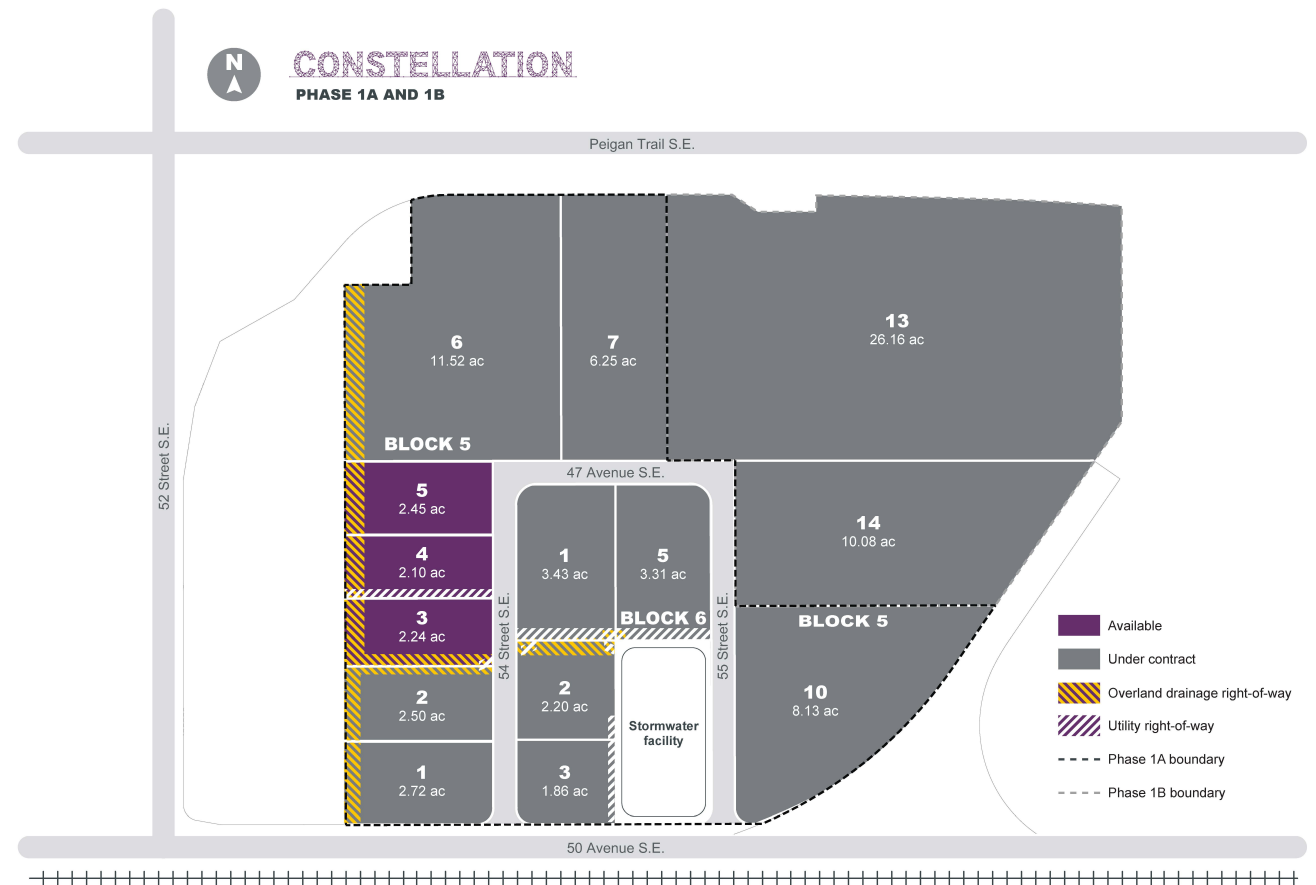 N
CONSTELLATION
PHASE 1A AND 1B
Peigan Trail S.E.
52 Street S.E.
6
11.52 ac
7
6.25 ac
13
26.16 ac
BLOCK 5
47 Avenue S.E.
5
2.45 ac
4
2.10 ac
3
2.24 ac
2
2.50 ac
1
2.72 ac
54 Street S.E.
1
3.43 ac
5
3.31 ac
BLOCK 6
2
2.20 ac
3
1.86 ac
Stormwater
facility
55 Street S.E.
14
10.08 ac
BLOCK 5
10
8.13 ac
Available
Under contract
Overland drainage right-of-way
Utility right-of-way
Phase 1A boundary
Phase 1B boundary
50 Avenue S.E.